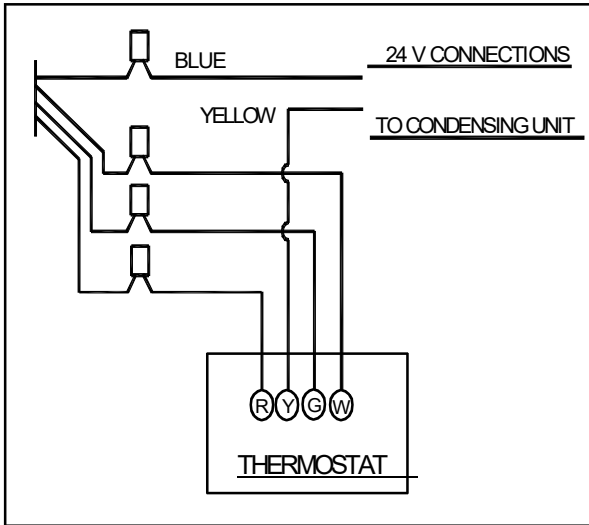 BLUE
24 V CONNECTIONS
YELLOW
TO CONDENSING UNIT
R Y G W
THERMOSTAT